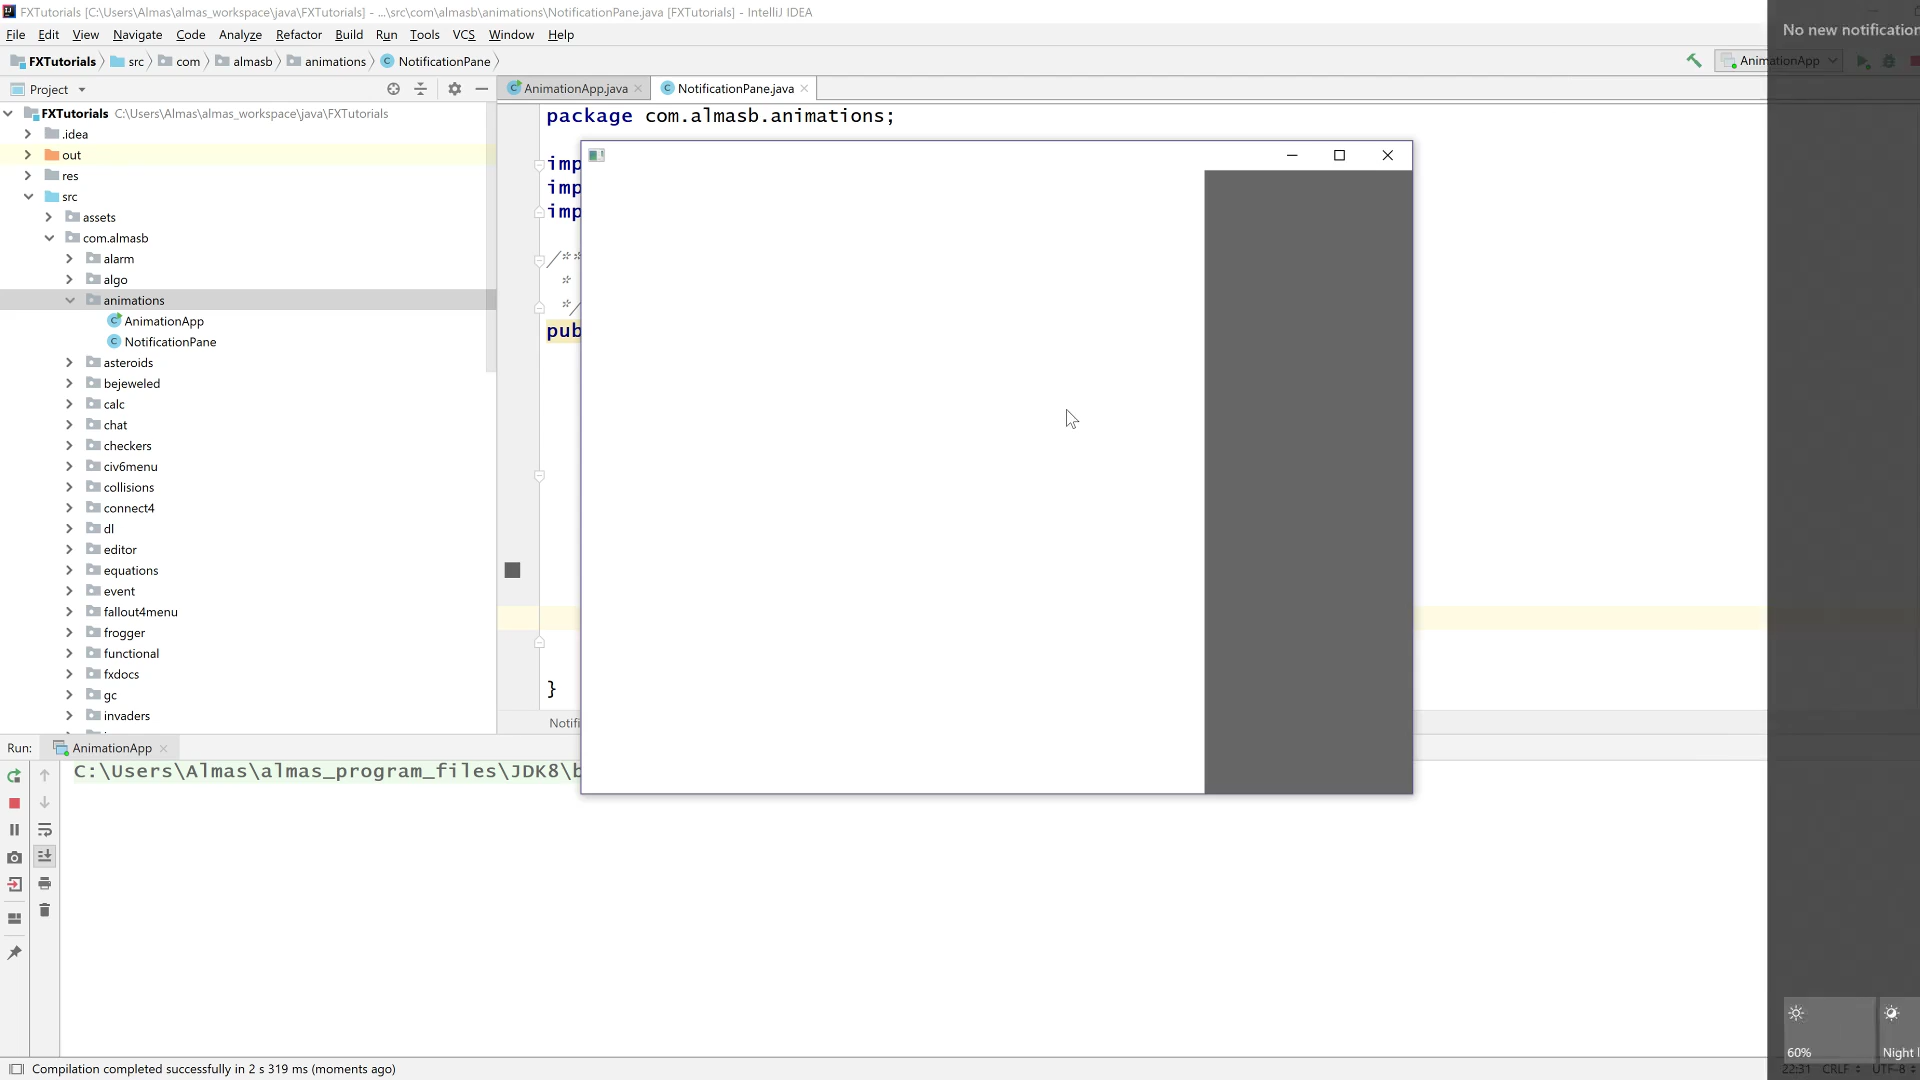 FXTutorials [C:\Users\Almas\almas_workspace\java\FXTutorials] - ...\src\com\almasb\animations\NotificationPane.java [FXTutorials] - IntelliJ IDEA
No new notification
File Edit View Navigate Code Analyze Refactor Run Build Tools VCS Window Help
FXTutorials src com almasb animations NotificationPane
AnimationApp
Project
AnimationApp.java
NotificationPane.java
FXTutorials C:\Users\Almas\almas_workspace\java\FXTutorials
.idea
out
res
src
assets
com.almasb
alarm
algo
animations
AnimationApp
NotificationPane
asteroids
bejeweled
calc
chat
checkers
civ6menu
collisions
connect4
dl
editor
equations
event
fallout4menu
frogger
functional
fxdocs
gc
invaders
package com.almasb.animations;
imp
imp
imp
/**
*
*/
pub
}
Notifi
Run: AnimationApp
C:\Users\Almas\almas_program_files\JDK8\b
60%
Night l
Compilation completed successfully in 2 s 319 ms (moments ago)
22:31 CRLF UTF-8